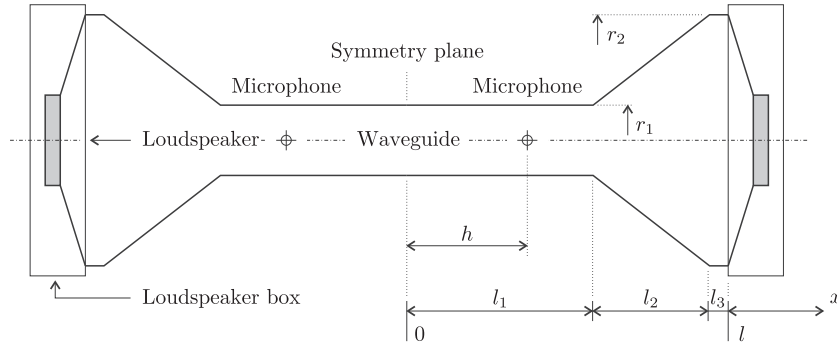 r₂
Symmetry plane
Microphone Microphone
r₁
Loudspeaker Waveguide
h
Loudspeaker box l₁ l₂ l₃ x
0 l